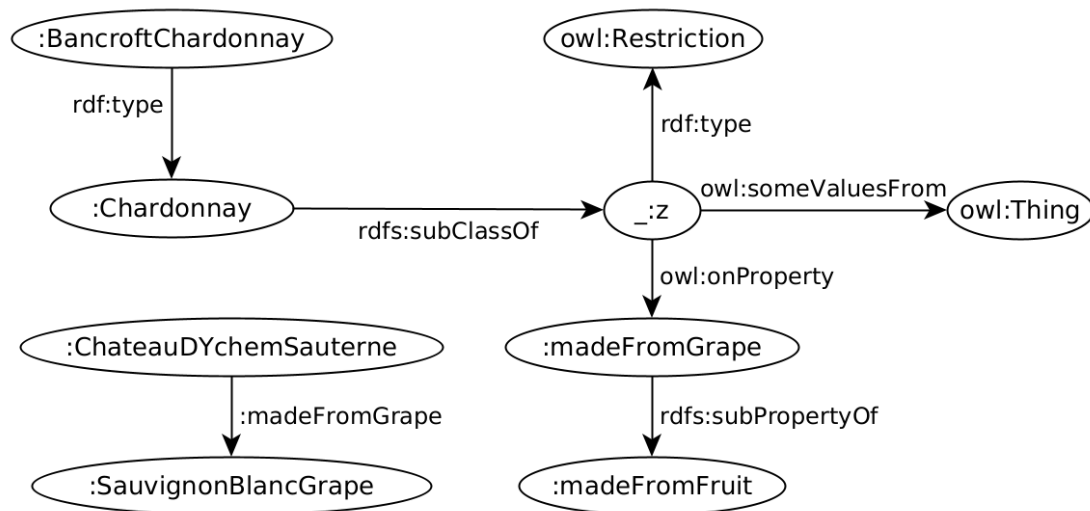 :BancroftChardonnay
owl:Restriction
rdf:type
rdf:type
:Chardonnay
rdfs:subClassOf
_:z
owl:someValuesFrom
owl:Thing
owl:onProperty
:ChateauDYchemSauterne
:madeFromGrape
:madeFromGrape
rdfs:subPropertyOf
:SauvignonBlancGrape
:madeFromFruit